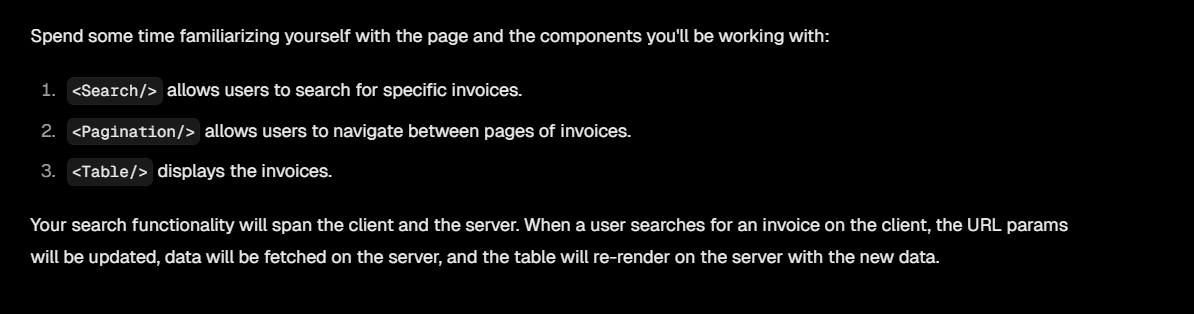 Spend some time familiarizing yourself with the page and the components you'll be working with:
1. <Search/> allows users to search for specific invoices.
2. <Pagination/> allows users to navigate between pages of invoices.
3. <Table/> displays the invoices.
Your search functionality will span the client and the server. When a user searches for an invoice on the client, the URL params
will be updated, data will be fetched on the server, and the table will re-render on the server with the new data.